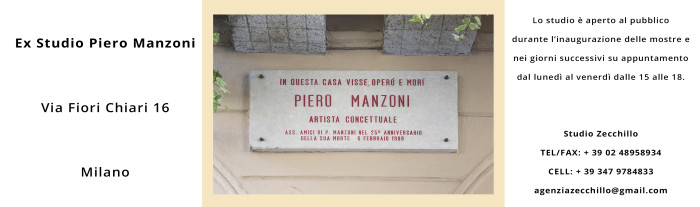 Ex Studio Piero Manzoni
Via Fiori Chiari 16
Milano
IN QUESTA CASA VISSE, OPERÓ E MORÍ
PIERO MANZONI
ARTISTA CONCETTUALE
ASS. AMICI DI P. MANZONI NEL 25º ANNIVERSARIO
DELLA SUA MORTE 6 FEBBRAIO 1988
Lo studio è aperto al pubblico
durante l'inaugurazione delle mostre e
nei giorni successivi su appuntamento
dal lunedì al venerdì dalle 15 alle 18.
Studio Zecchillo
TEL/FAX: + 39 02 48958934
CELL: + 39 347 9784833
agenziazecchillo@gmail.com